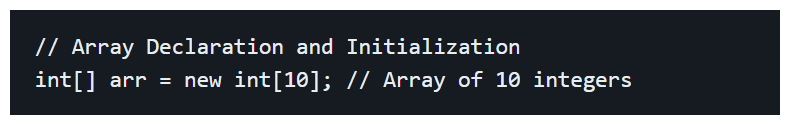 // Array Declaration and Initialization
int[] arr = new int[10]; // Array of 10 integers